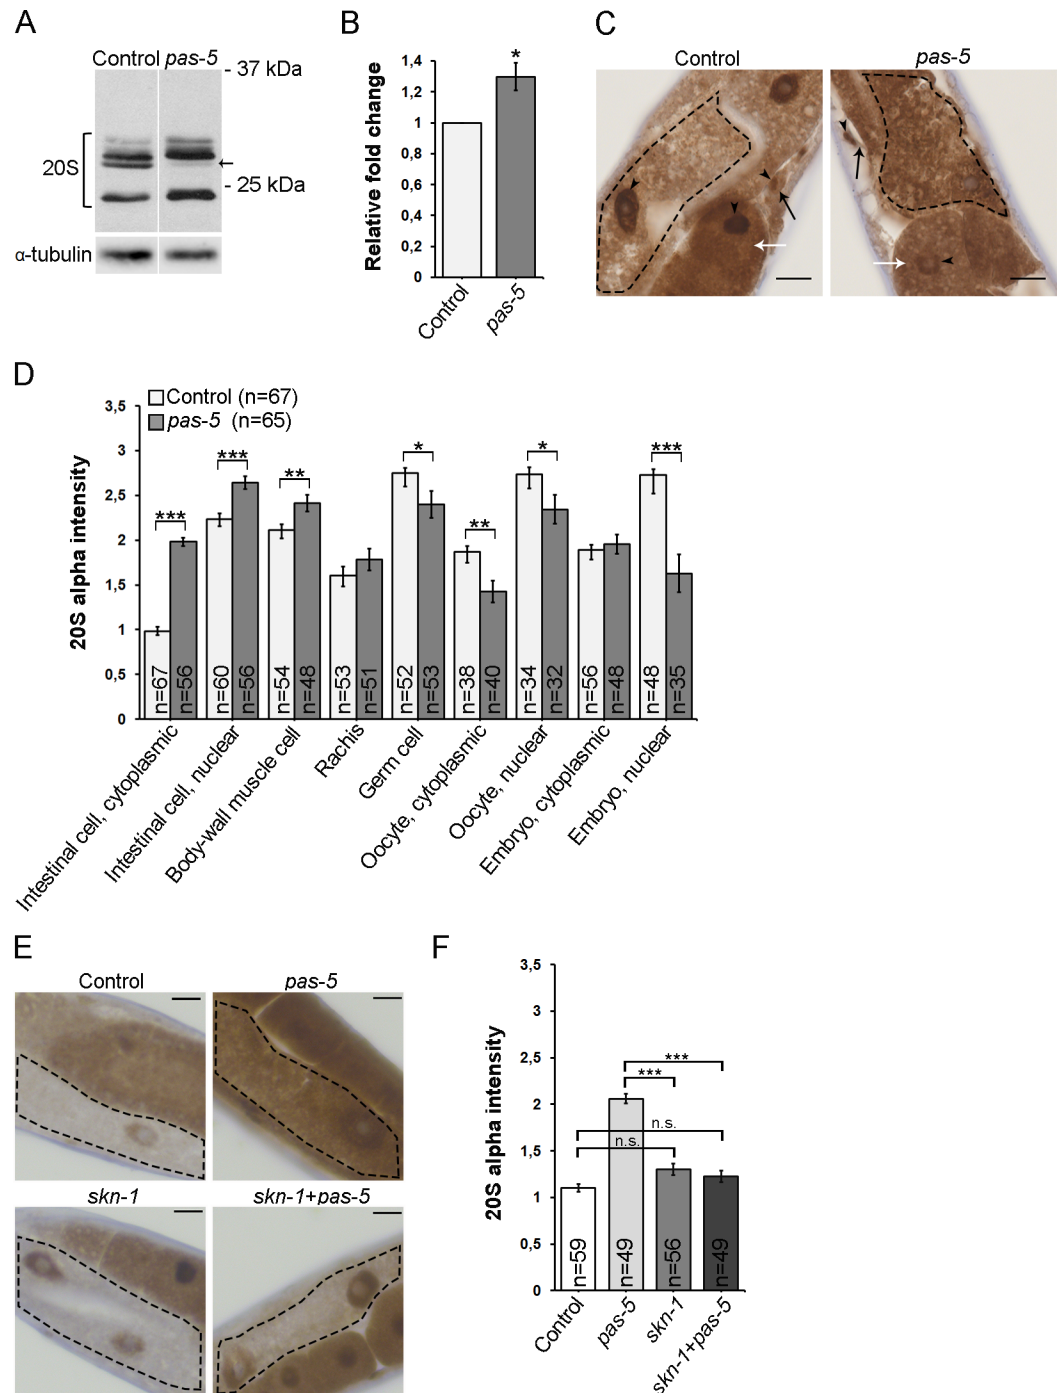 A
Control pas-5
- 37 kDa
20S
←
- 25 kDa
α-tubulin
B
Relative fold change
1,4
1,2
1
0,8
0,6
0,4
0,2
0
*
Control
pas-5
C
Control
pas-5
D
Control (n=67)
pas-5 (n=65)
20S alpha intensity
3,5
3
2,5
2
1,5
1
0,5
0
***
***
**
*
**
*
***
n=67
n=56
n=60
n=56
n=54
n=48
n=53
n=51
n=52
n=53
n=38
n=40
n=34
n=32
n=56
n=48
n=48
n=35
Intestinal cell, cytoplasmic
Intestinal cell, nuclear
Body-wall muscle cell
Rachis
Germ cell
Oocyte, cytoplasmic
Oocyte, nuclear
Embryo, cytoplasmic
Embryo, nuclear
E
Control
pas-5
skn-1
skn-1+pas-5
F
20S alpha intensity
3,5
3
2,5
2
1,5
1
0,5
0
***
***
n.s.
n.s.
n=59
n=49
n=56
n=49
Control
pas-5
skn-1
skn-1+pas-5